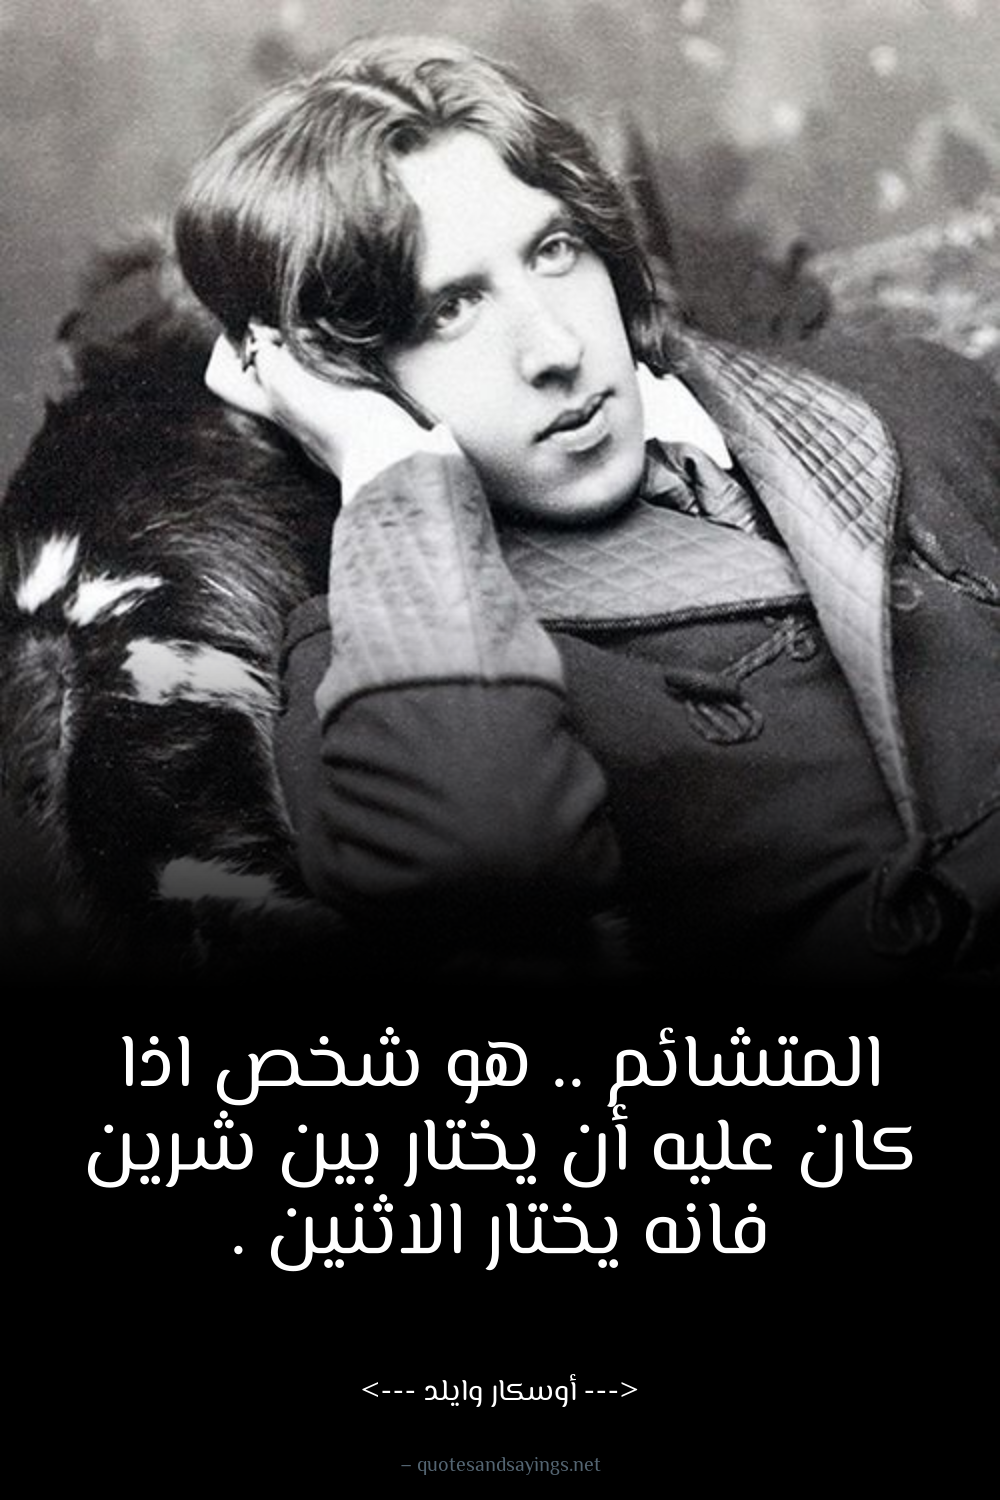 المتشائم .. هو شخص اذا
كان عليه أن يختار بين شرين
فانه يختار الاثنين .
<--- أوسكار وايلد --->
– quotesandsayings.net